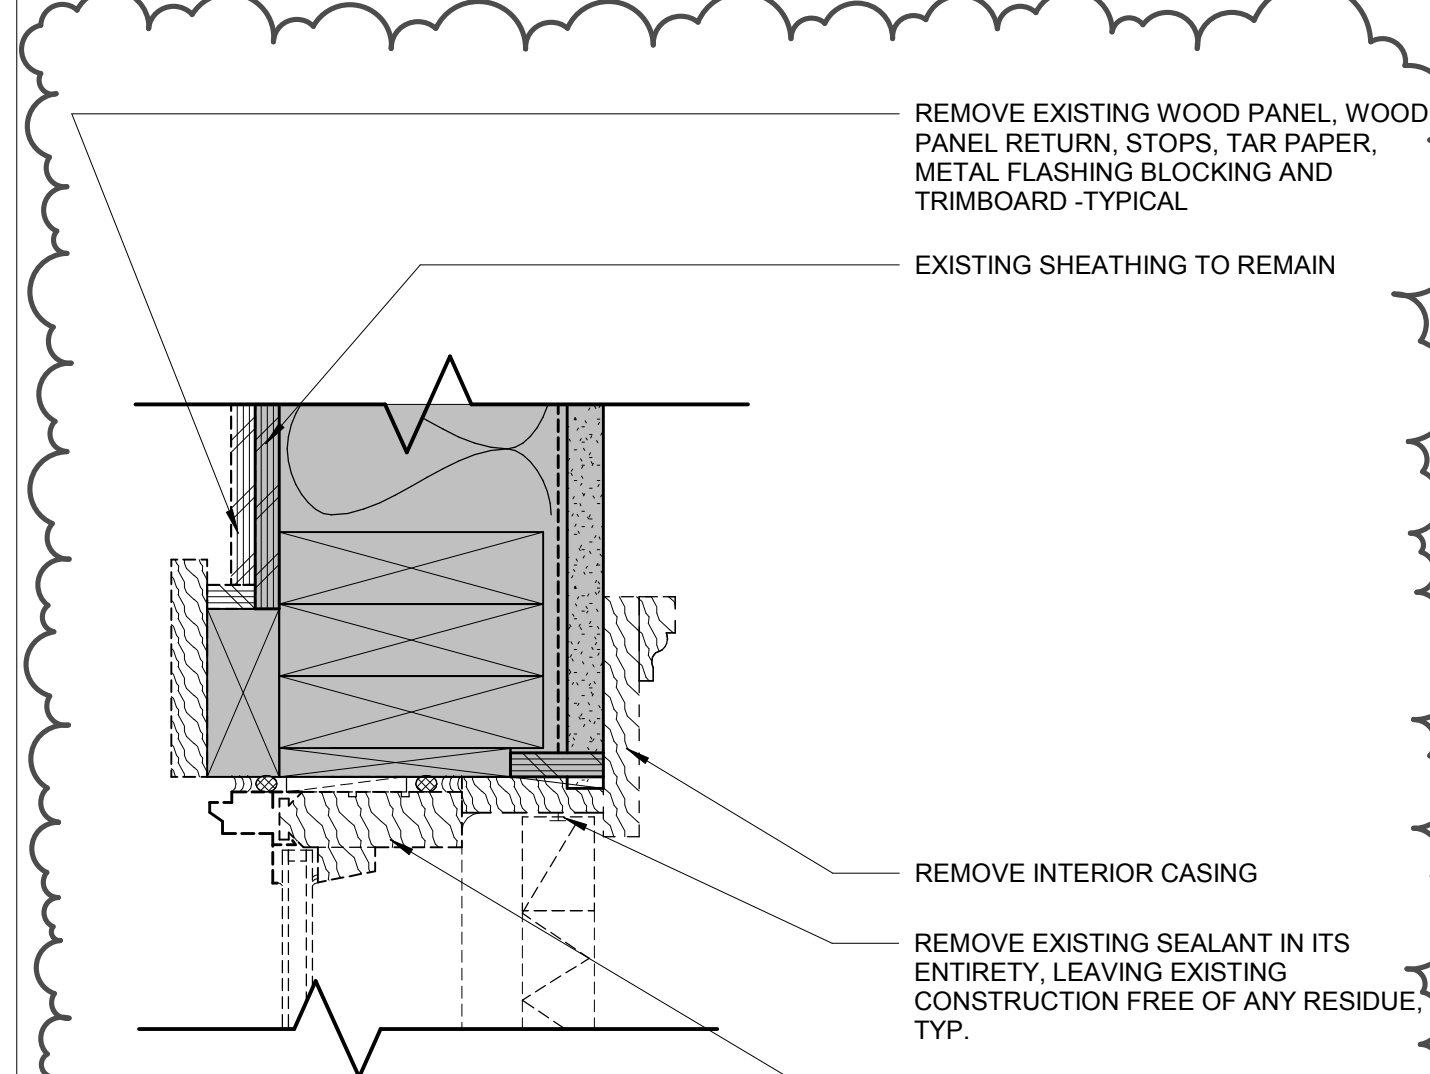 REMOVE EXISTING WOOD PANEL, WOOD
PANEL RETURN, STOPS, TAR PAPER,
METAL FLASHING BLOCKING AND
TRIMBOARD -TYPICAL
EXISTING SHEATHING TO REMAIN
REMOVE INTERIOR CASING
REMOVE EXISTING SEALANT IN ITS
ENTIRETY, LEAVING EXISTING
CONSTRUCTION FREE OF ANY RESIDUE,
TYP.